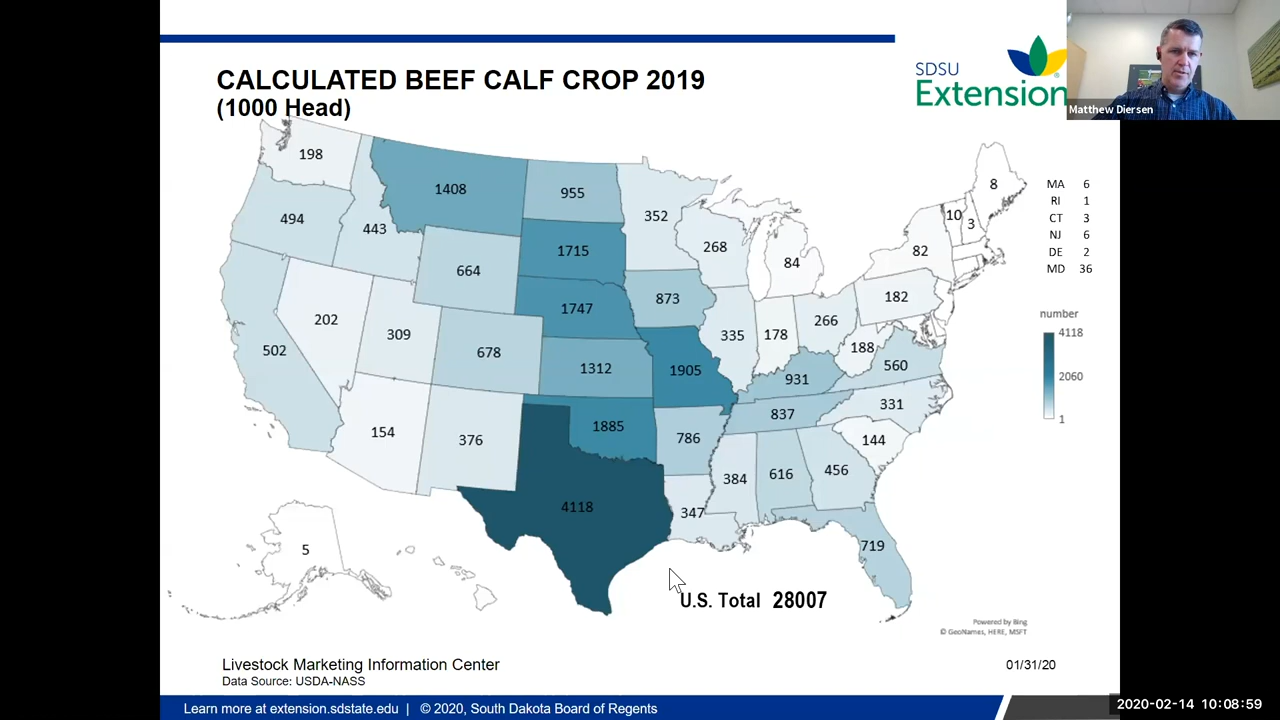 CALCULATED BEEF CALF CROP 2019
(1000 Head)
SDSU
Extension
Matthew Diersen
198
1408
955
352
8
494
443
664
1715
268
84
82
10
3
MA 6
RI 1
CT 3
NJ 6
DE 2
MD 36
202
309
678
1747
873
335
178
266
182
188
560
502
1312
1905
931
837
331
154
376
1885
786
384
616
456
144
4118
347
719
5
number
4118
2060
1
U.S. Total 28007
Powered by Bing
© GeoNames, HERE, MSFT
Livestock Marketing Information Center
01/31/20
Data Source: USDA-NASS
Learn more at extension.sdstate.edu | © 2020, South Dakota Board of Regents
2020-02-14 10:08:59